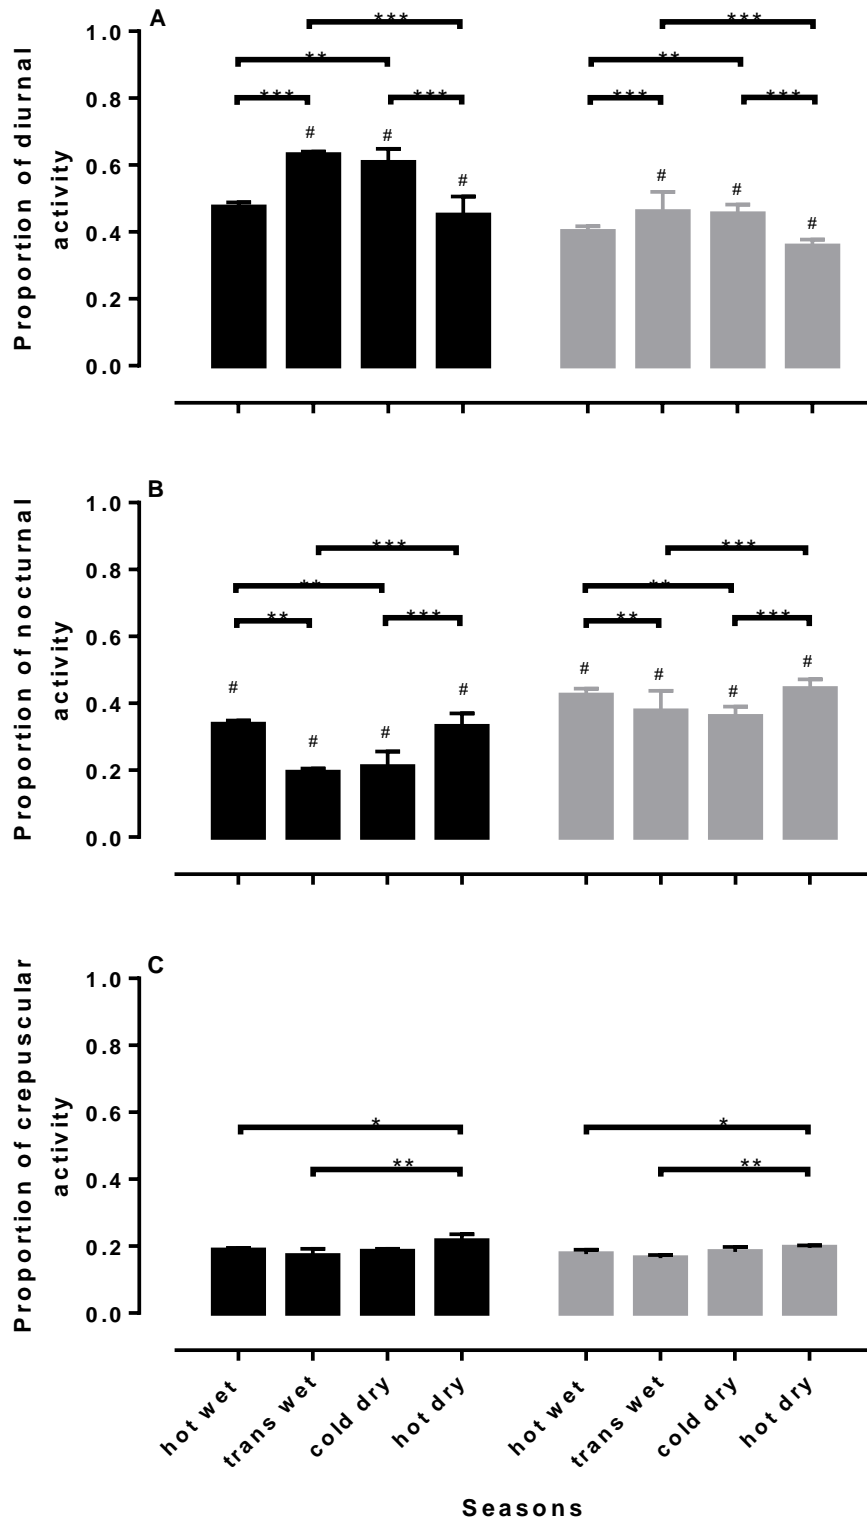 A
Proportion of diurnal
activity
1.0
0.8
0.6
0.4
0.2
0.0
*** ***
** **
*** *** *** ***
# # # # # #
B
Proportion of nocturnal
activity
1.0
0.8
0.6
0.4
0.2
0.0
*** ***
** **
** *** ** ***
# # # # # # # #
C
Proportion of crepuscular
activity
1.0
0.8
0.6
0.4
0.2
0.0
* *
** **
hot wet
trans wet
cold dry
hot dry
hot wet
trans wet
cold dry
hot dry
Seasons